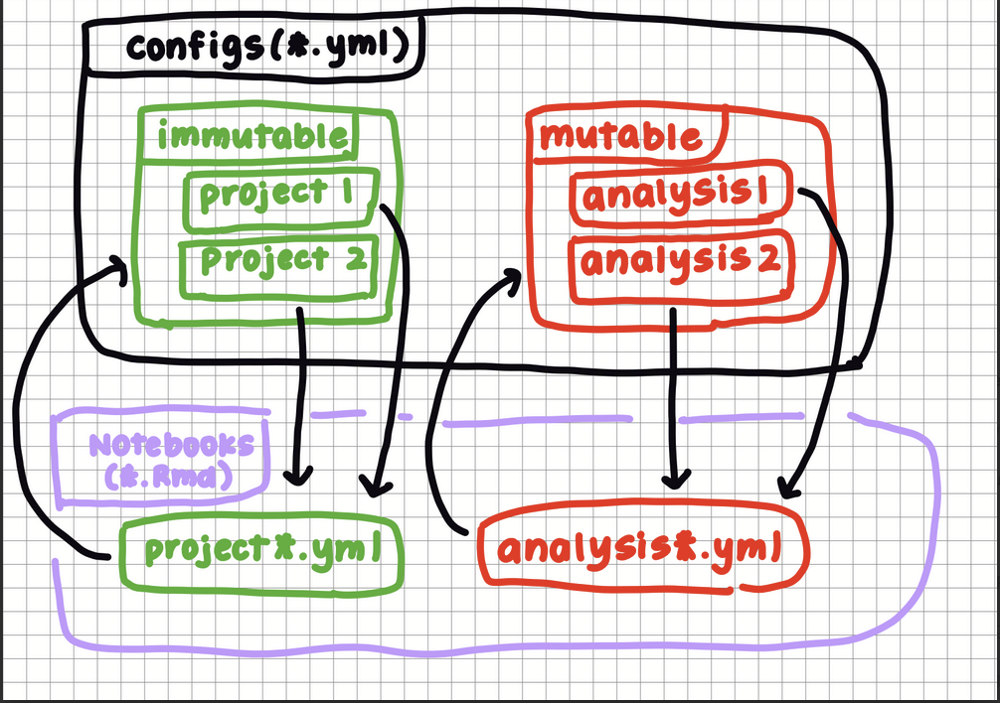 configs(*.yml)
immutable
project 1
project 2
mutable
analysis1
analysis2
Notebooks
(*.Rmd)
project*.yml
analysis*.yml